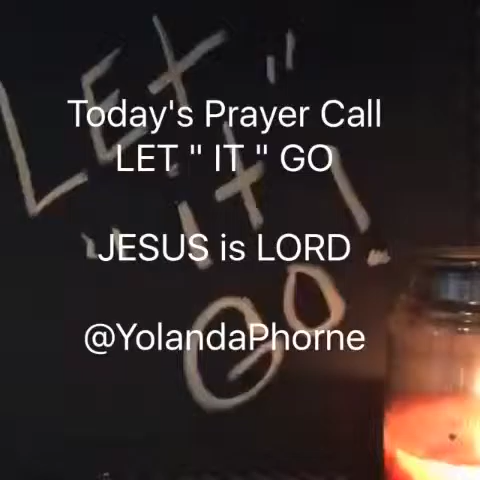 LET
"it"
GO!
Today's Prayer Call
LET " IT " GO
JESUS is LORD
@YolandaPhorne